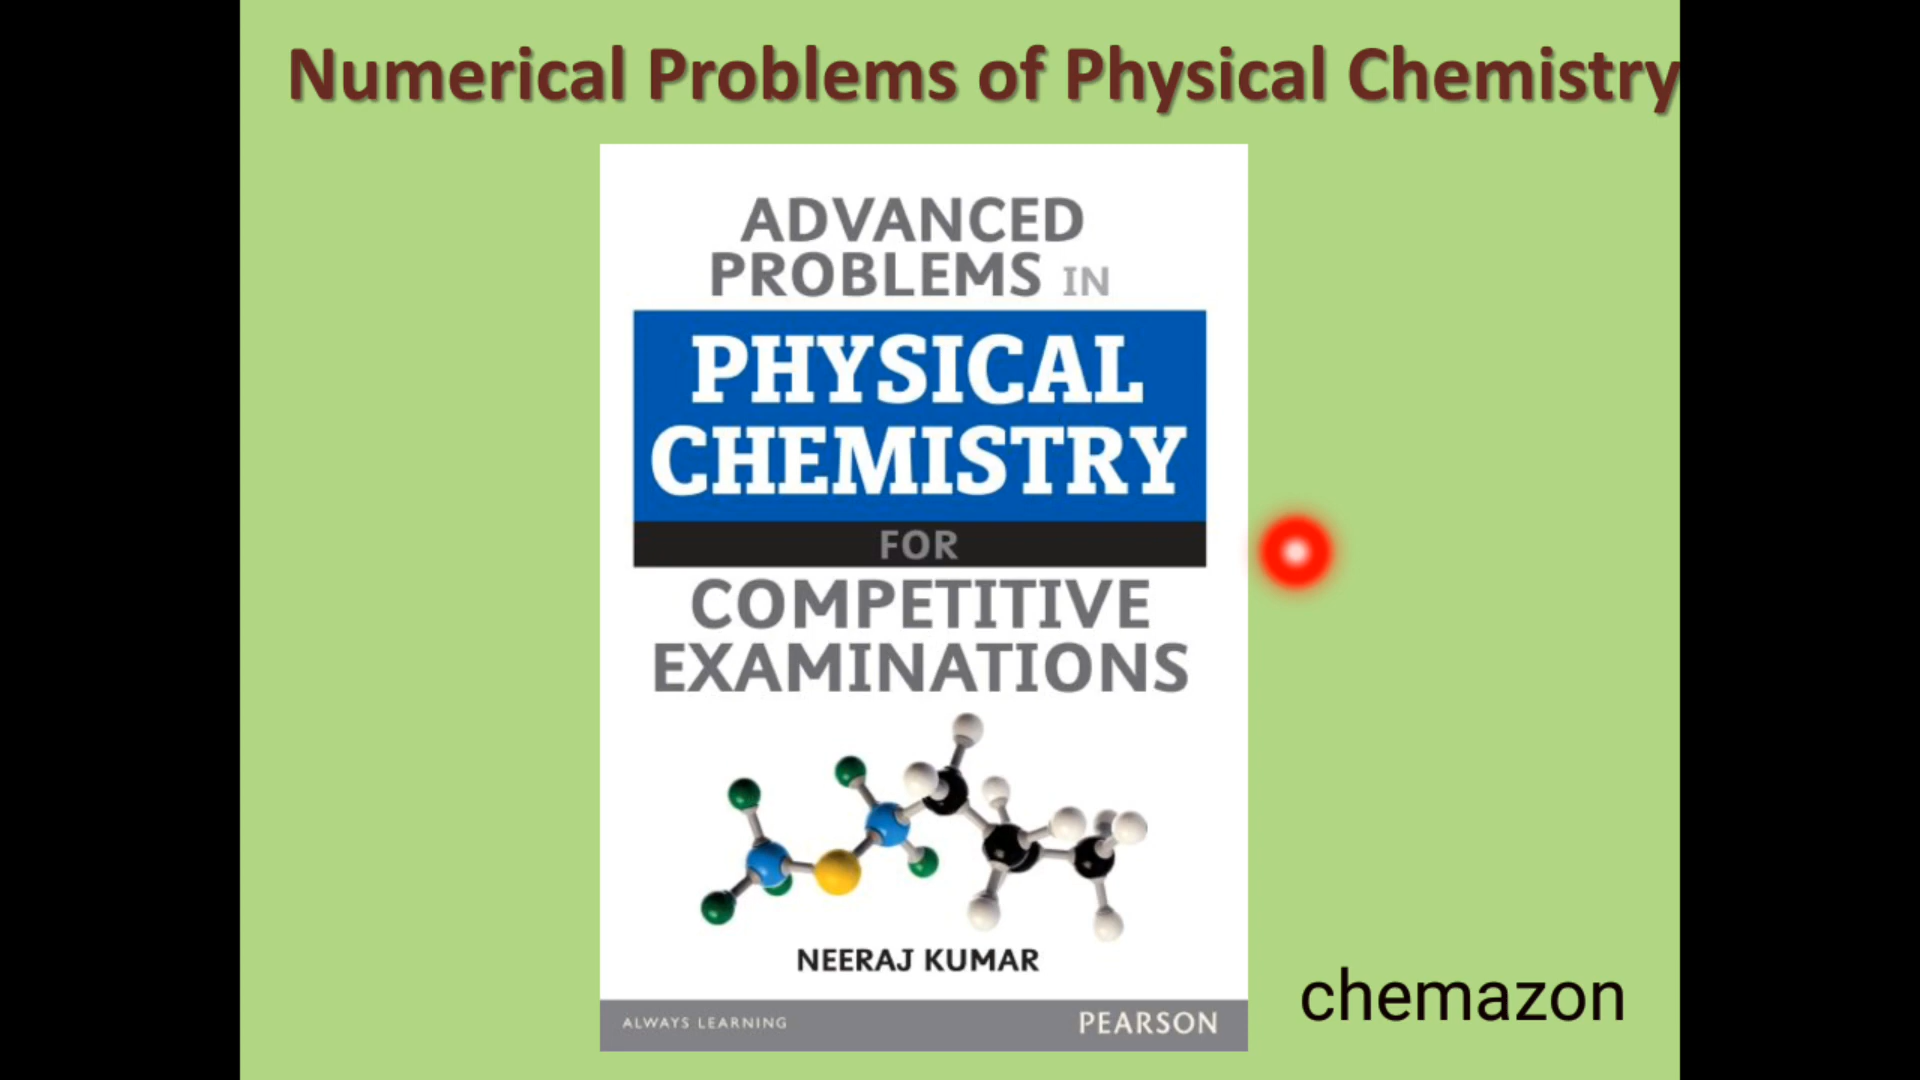 Numerical Problems of Physical Chemistry
ADVANCED
PROBLEMS IN
PHYSICAL
CHEMISTRY
FOR
COMPETITIVE
EXAMINATIONS
NEERAJ KUMAR
ALWAYS LEARNING
PEARSON
chemazon